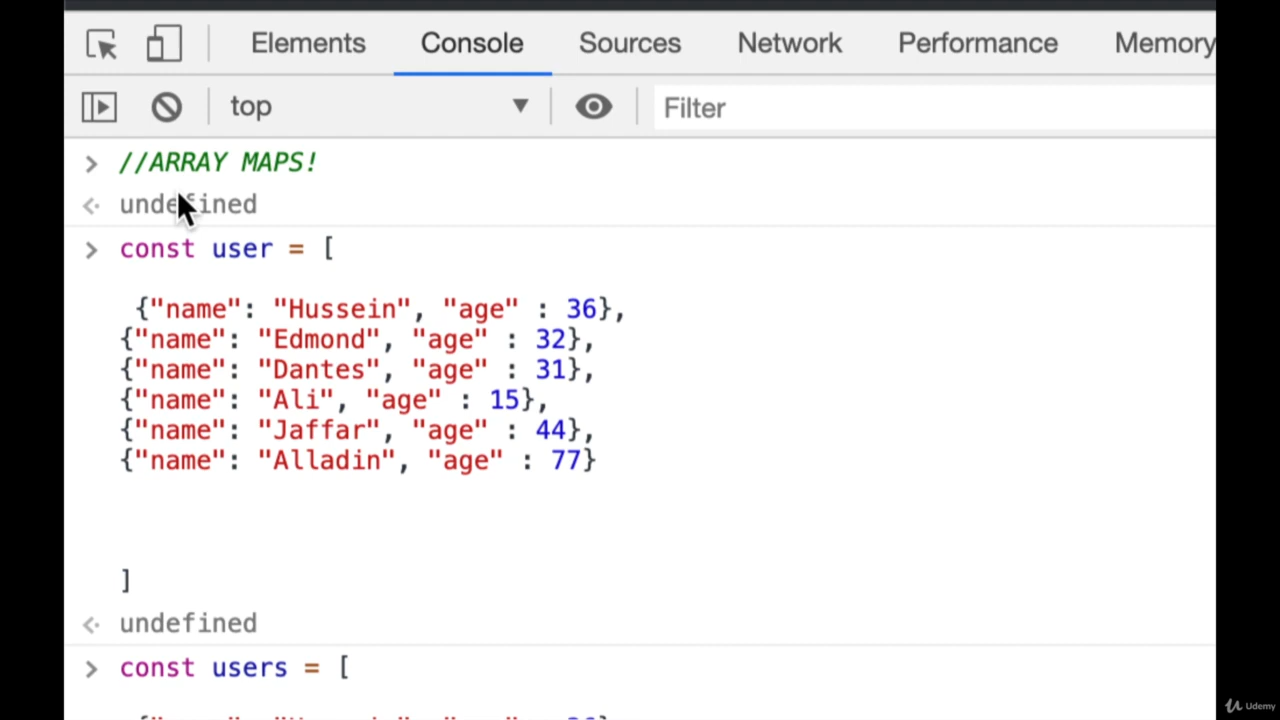 Elements Console Sources Network Performance Memory
top Filter
> //ARRAY MAPS!
undefined
> const user = [
{"name": "Hussein", "age" : 36},
{"name": "Edmond", "age" : 32},
{"name": "Dantes", "age" : 31},
{"name": "Ali", "age" : 15},
{"name": "Jaffar", "age" : 44},
{"name": "Alladin", "age" : 77}
]
undefined
> const users = [
Udemy